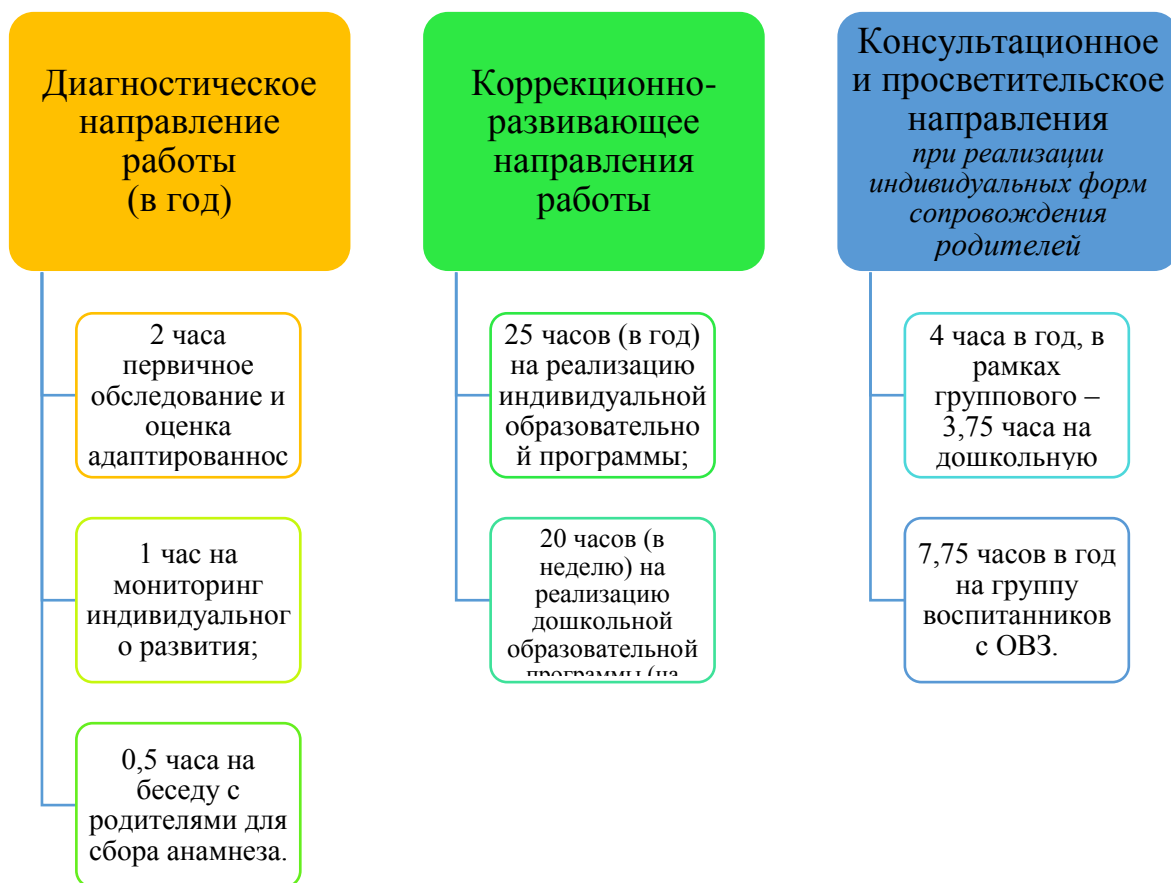 Диагностическое
направление
работы
(в год)
2 часа
первичное
обследование и
оценка
адаптированнос
1 час на
мониторинг
индивидуальног
о развития;
0,5 часа на
беседу с
родителями для
сбора анамнеза.
Коррекционно-
развивающее
направления
работы
25 часов (в год)
на реализацию
индивидуальной
образовательно
й программы;
20 часов (в
неделю) на
реализацию
дошкольной
образовательной
программы (на
Консультационное
и просветительское
направления
при реализации
индивидуальных форм
сопровождения
родителей
4 часа в год, в
рамках
группового –
3,75 часа на
дошкольную
7,75 часов в год
на группу
воспитанников
с ОВЗ.